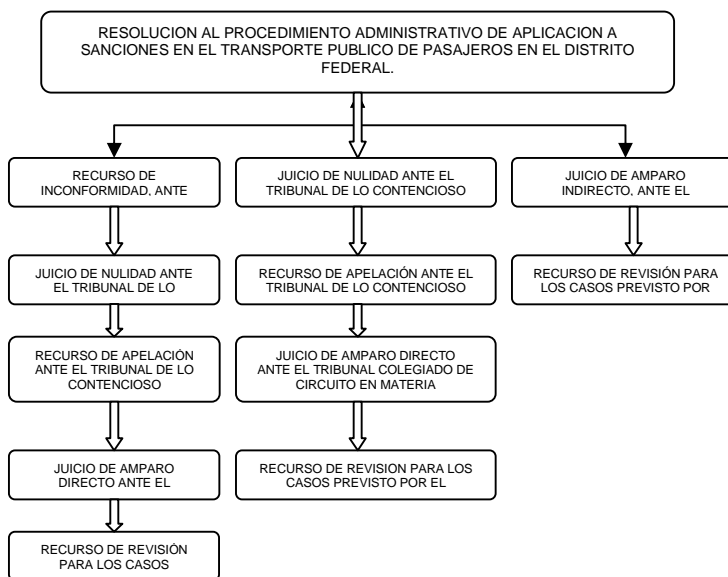 RESOLUCION AL PROCEDIMIENTO ADMINISTRATIVO DE APLICACION A
SANCIONES EN EL TRANSPORTE PUBLICO DE PASAJEROS EN EL DISTRITO
FEDERAL.
RECURSO DE
INCONFORMIDAD, ANTE
JUICIO DE NULIDAD ANTE
EL TRIBUNAL DE LO
RECURSO DE APELACIÓN
ANTE EL TRIBUNAL DE LO
CONTENCIOSO
JUICIO DE AMPARO
DIRECTO ANTE EL
RECURSO DE REVISIÓN
PARA LOS CASOS
JUICIO DE NULIDAD ANTE EL
TRIBUNAL DE LO CONTENCIOSO
RECURSO DE APELACIÓN ANTE EL
TRIBUNAL DE LO CONTENCIOSO
JUICIO DE AMPARO DIRECTO
ANTE EL TRIBUNAL COLEGIADO DE
CIRCUITO EN MATERIA
RECURSO DE REVISION PARA LOS
CASOS PREVISTO POR EL
JUICIO DE AMPARO
INDIRECTO, ANTE EL
RECURSO DE REVISIÓN PARA
LOS CASOS PREVISTO POR